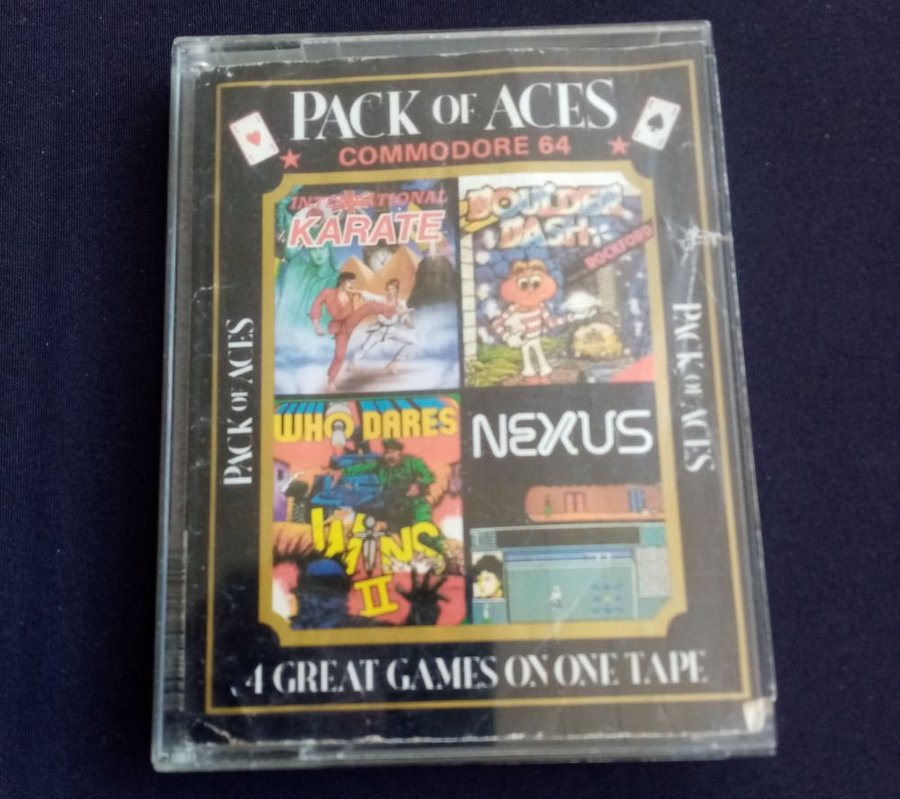 PACK OF ACES
COMMODORE 64
INTERNATIONAL
KARATE
BOULDER
DASH
ROCKFORD
PACK OF ACES
PACK OF ACES
WHO DARES
WINS
II
NEXUS
4 GREAT GAMES ON ONE TAPE